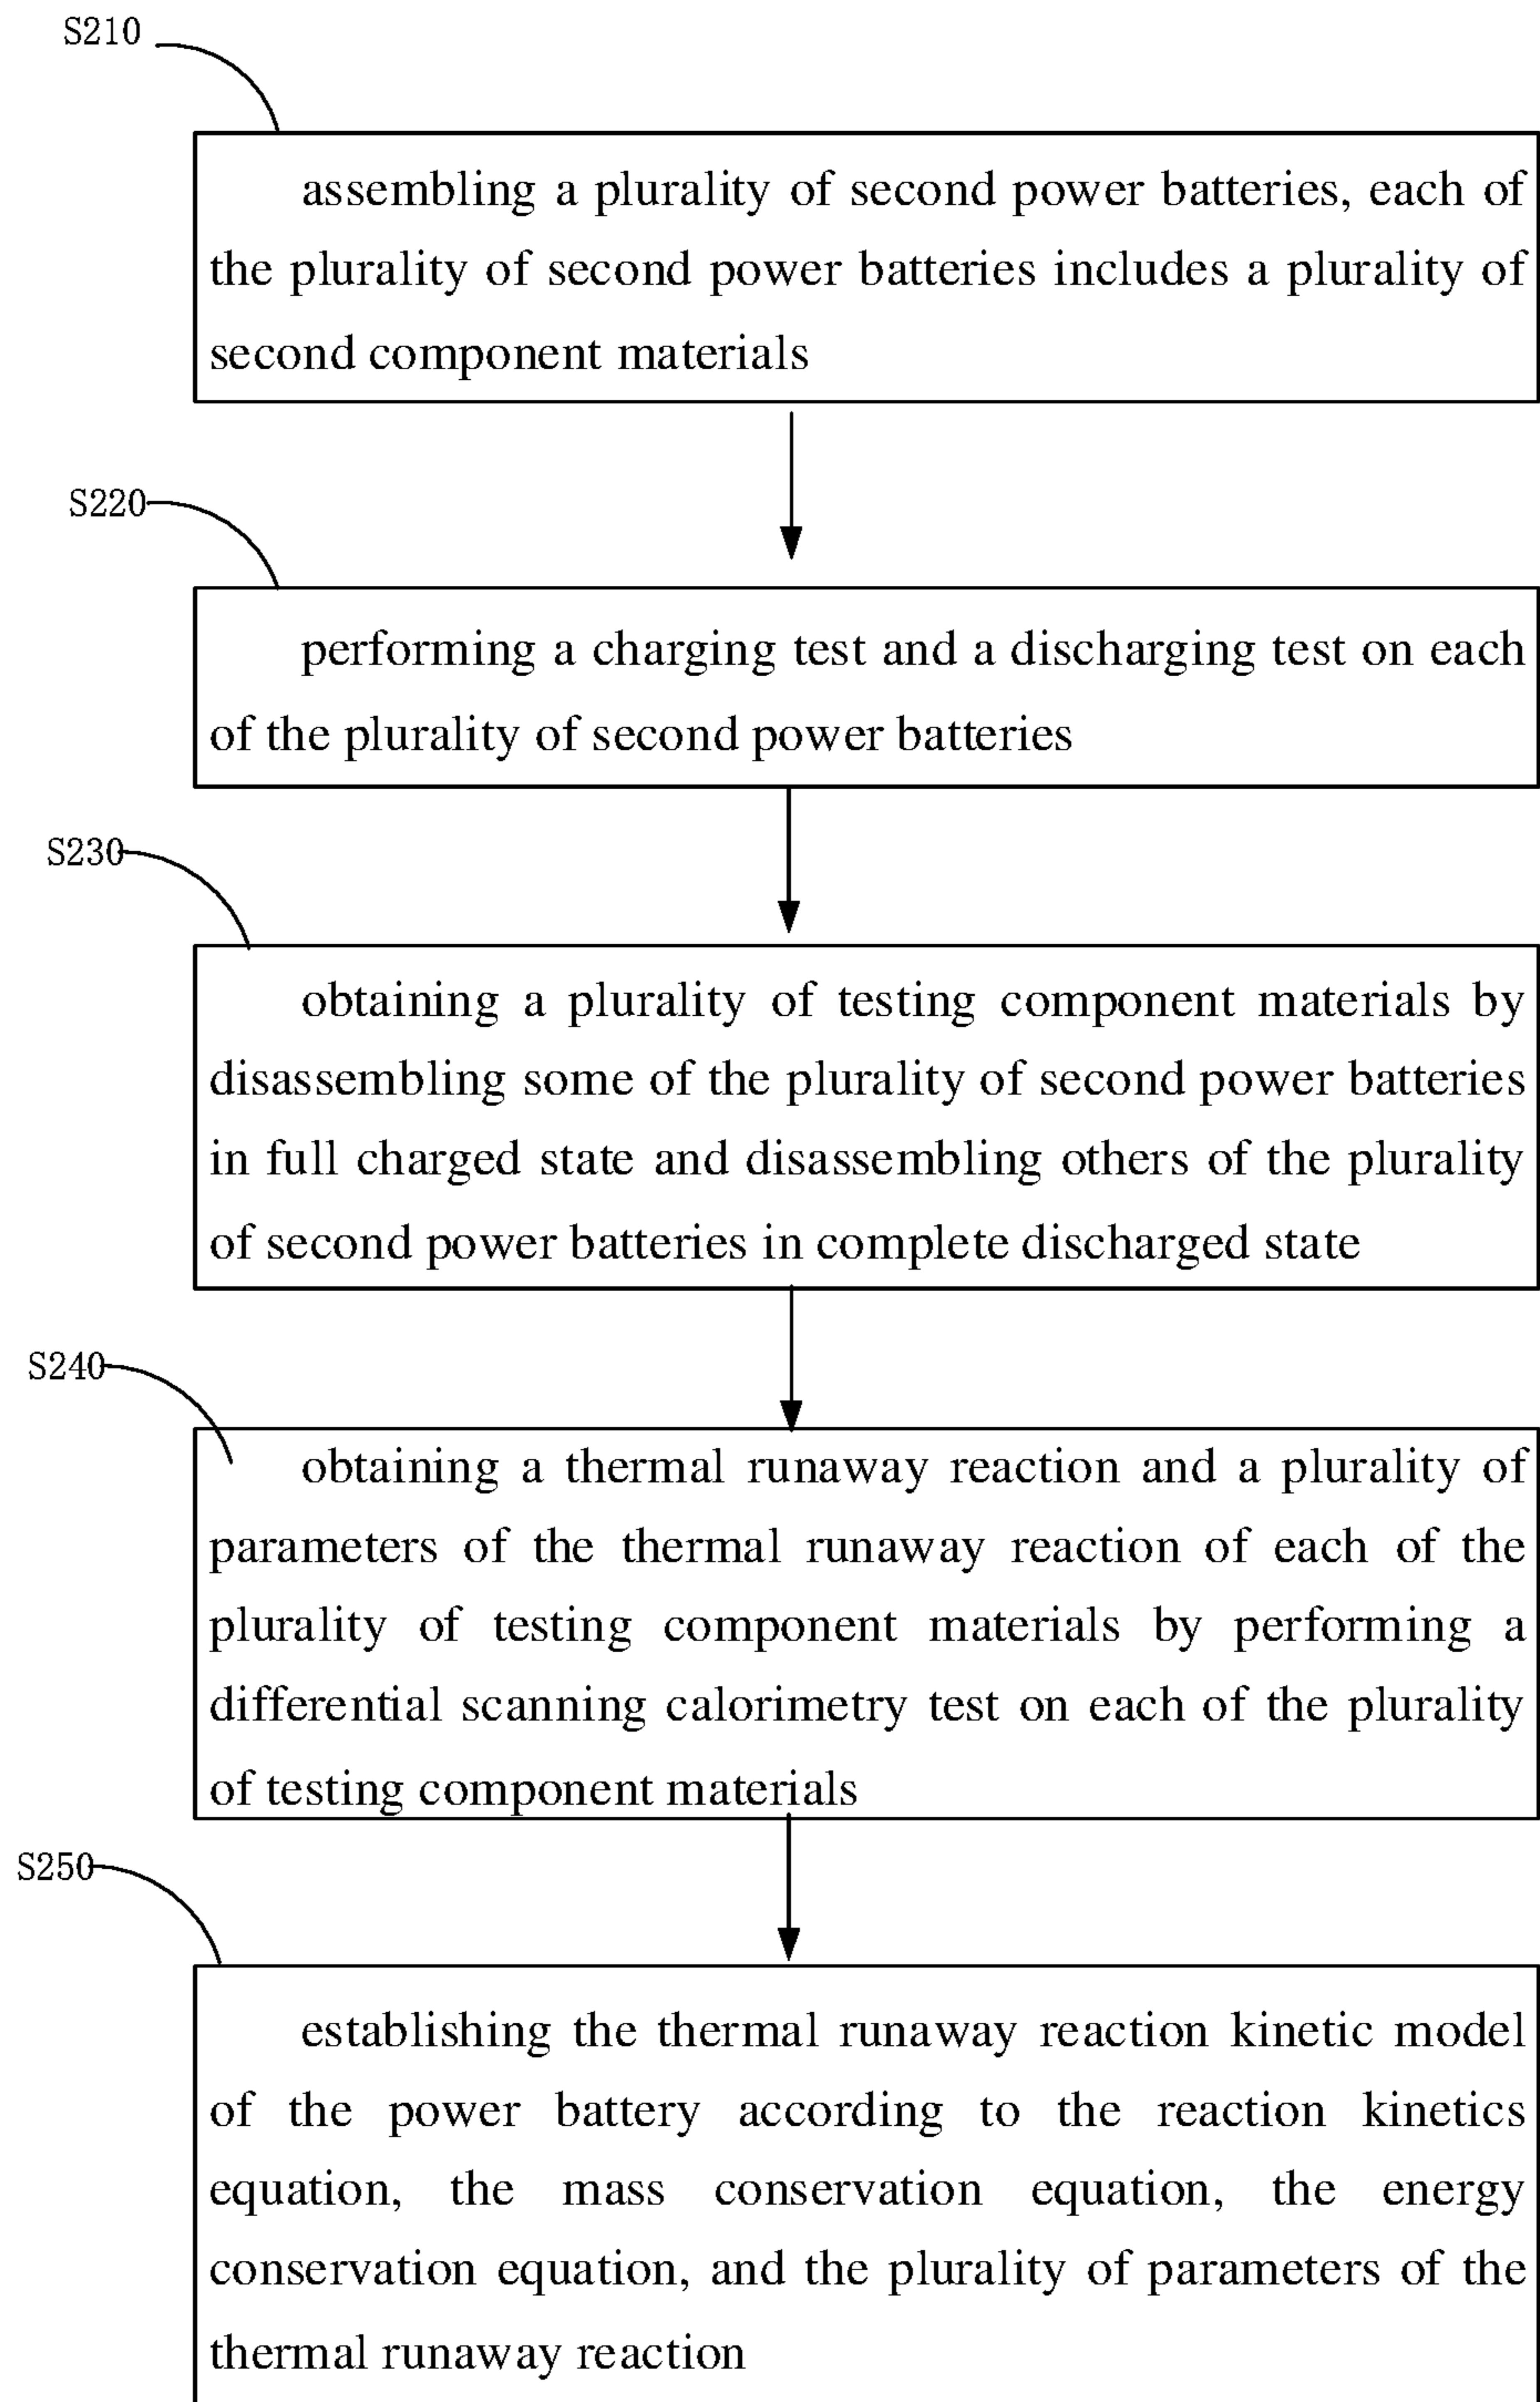 S210
assembling a plurality of second power batteries, each of
the plurality of second power batteries includes a plurality of
second component materials
S220
performing a charging test and a discharging test on each
of the plurality of second power batteries
S230
obtaining a plurality of testing component materials by
disassembling some of the plurality of second power batteries
in full charged state and disassembling others of the plurality
of second power batteries in complete discharged state
S240
obtaining a thermal runaway reaction and a plurality of
parameters of the thermal runaway reaction of each of the
plurality of testing component materials by performing a
differential scanning calorimetry test on each of the plurality
of testing component materials
S250
establishing the thermal runaway reaction kinetic model
of the power battery according to the reaction kinetics
equation, the mass conservation equation, the energy
conservation equation, and the plurality of parameters of the
thermal runaway reaction